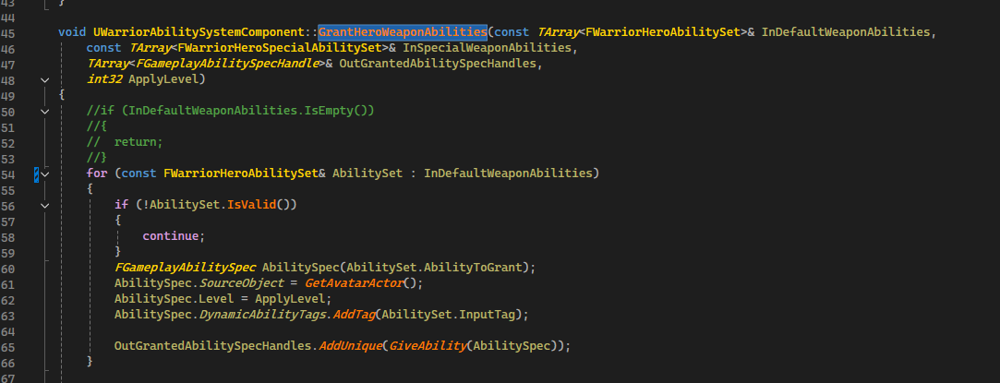 43 }
44
45 void UWarriorAbilitySystemComponent::GrantHeroWeaponAbilities(const TArray<FWarriorHeroAbilitySet>& InDefaultWeaponAbilities,
46 const TArray<FWarriorHeroSpecialAbilitySet>& InSpecialWeaponAbilities,
47 TArray<FGameplayAbilitySpecHandle>& OutGrantedAbilitySpecHandles,
48 int32 ApplyLevel)
49 {
50 //if (InDefaultWeaponAbilities.IsEmpty())
51 //{
52 // return;
53 //}
54 for (const FWarriorHeroAbilitySet& AbilitySet : InDefaultWeaponAbilities)
55 {
56 if (!AbilitySet.IsValid())
57 {
58 continue;
59 }
60 FGameplayAbilitySpec AbilitySpec(AbilitySet.AbilityToGrant);
61 AbilitySpec.SourceObject = GetAvatarActor();
62 AbilitySpec.Level = ApplyLevel;
63 AbilitySpec.DynamicAbilityTags.AddTag(AbilitySet.InputTag);
64
65 OutGrantedAbilitySpecHandles.AddUnique(GiveAbility(AbilitySpec));
66 }
67